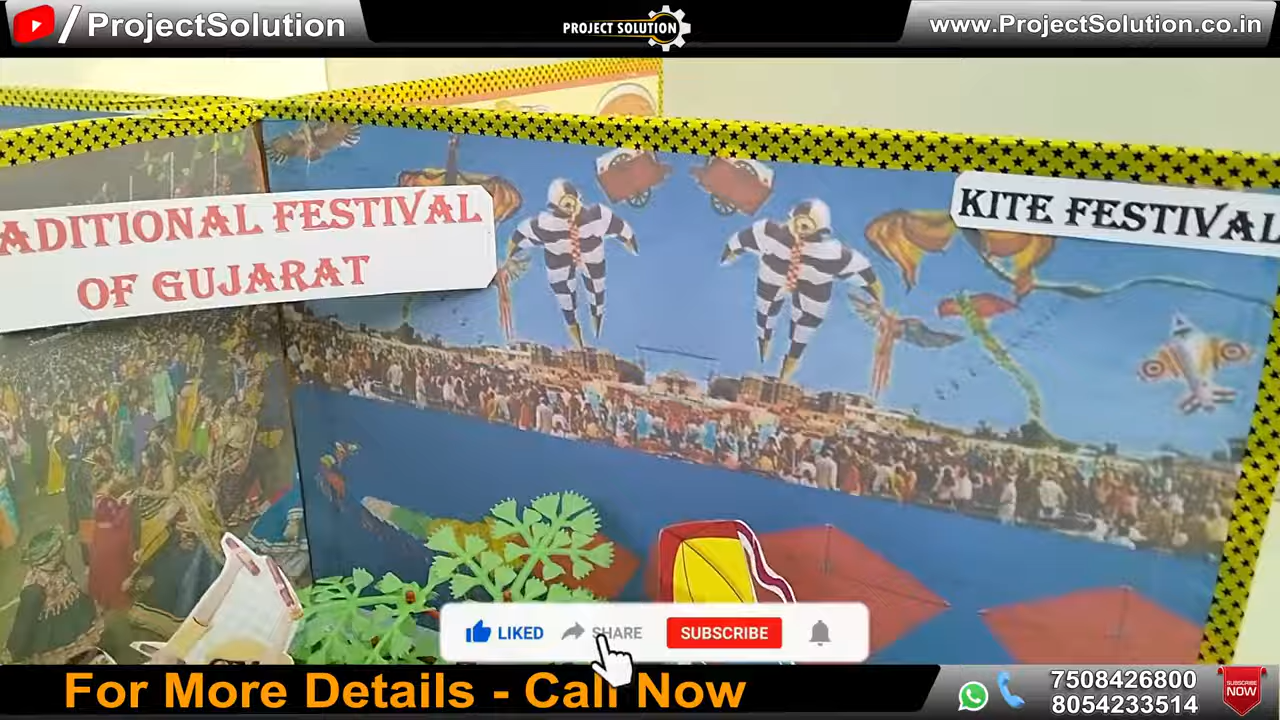 /ProjectSolution
PROJECT SOLUTION
www.ProjectSolution.co.in
ADITIONAL FESTIVAL
OF GUJARAT
KITE FESTIVAL
LIKED
SHARE
SUBSCRIBE
For More Details - Call Now
7508426800
8054233514
SUBSCRIBE
NOW